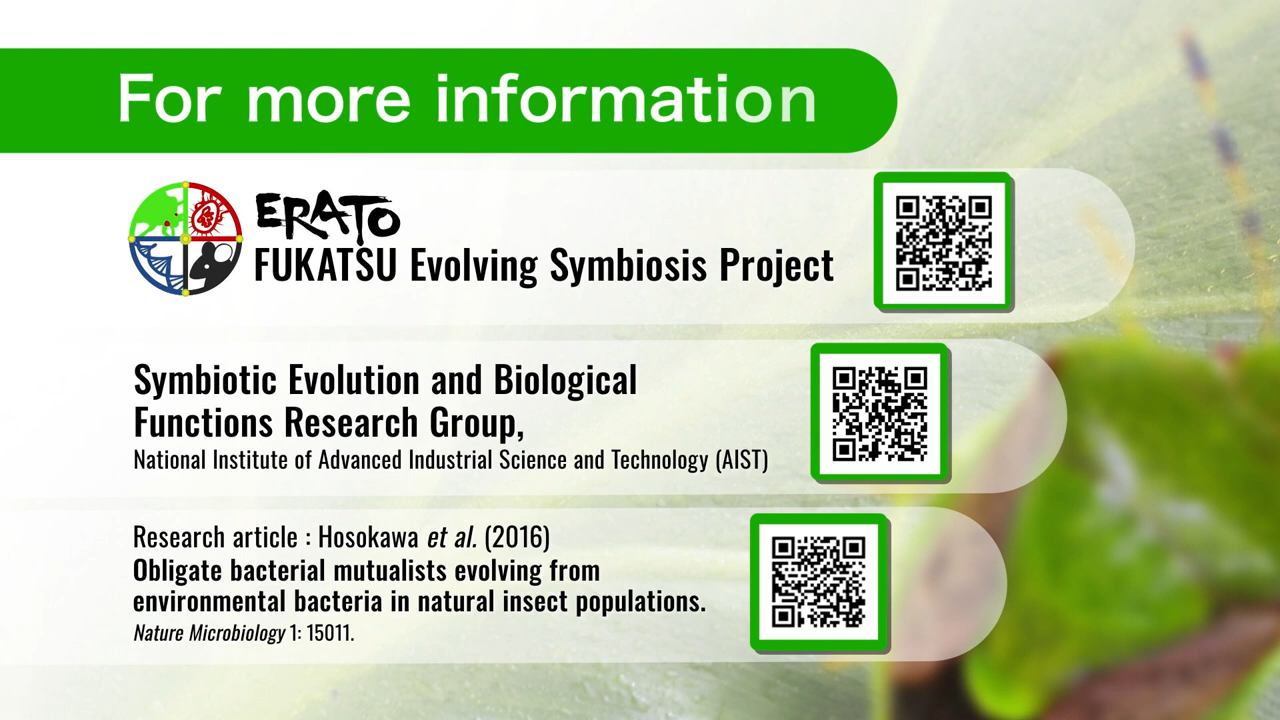 For more information
ERATO
FUKATSU Evolving Symbiosis Project
Symbiotic Evolution and Biological
Functions Research Group,
National Institute of Advanced Industrial Science and Technology (AIST)
Research article : Hosokawa et al. (2016)
Obligate bacterial mutualists evolving from
environmental bacteria in natural insect populations.
Nature Microbiology 1: 15011.